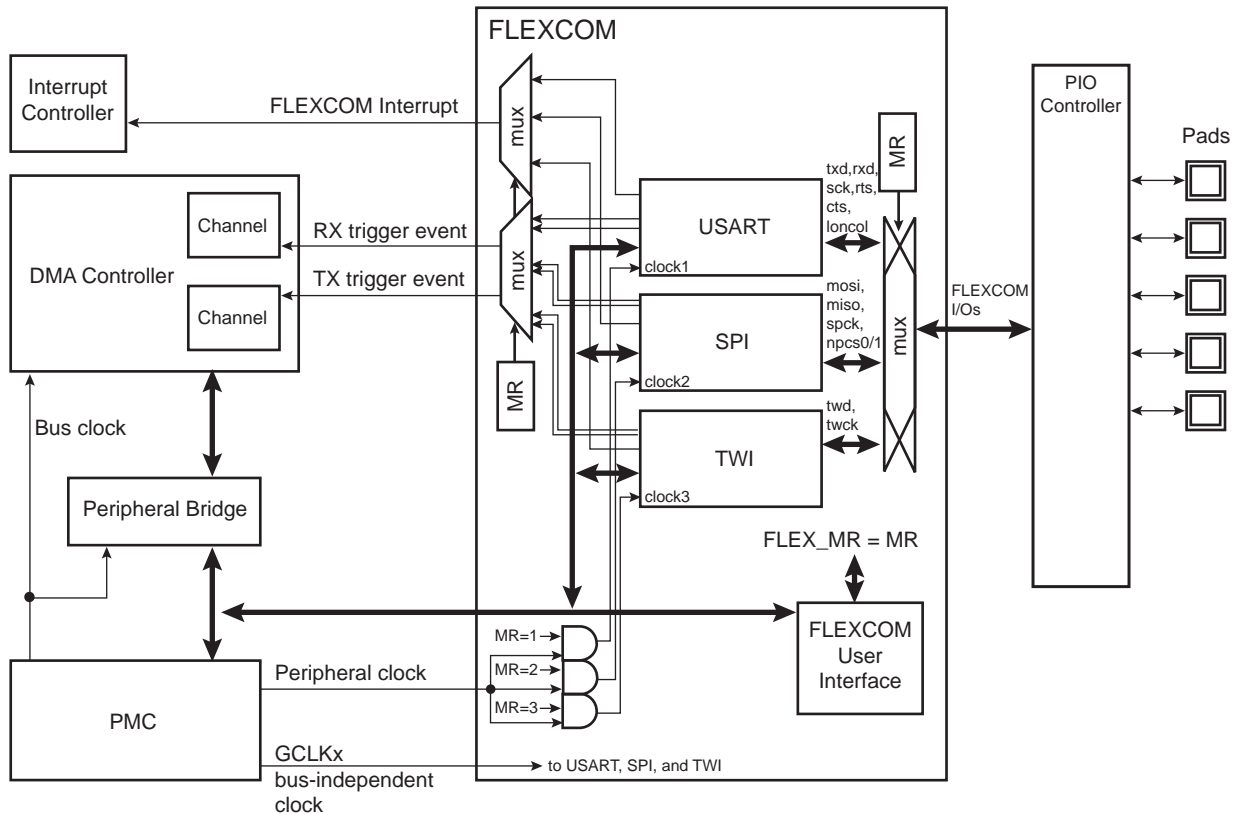 FLEXCOM
Interrupt
Controller
FLEXCOM Interrupt
mux
MR
PIO
Controller
Pads
txd,rxd,
sck,rts,
cts,
loncol
USART
clock1
DMA Controller
Channel
Channel
RX trigger event
TX trigger event
mux
MR
mosi,
miso,
spck,
npcs0/1
SPI
clock2
mux
FLEXCOM
I/Os
twd,
twck
TWI
clock3
Bus clock
Peripheral Bridge
FLEX_MR = MR
FLEXCOM
User
Interface
MR=1
MR=2
MR=3
Peripheral clock
PMC
GCLKx
bus-independent
clock
to USART, SPI, and TWI